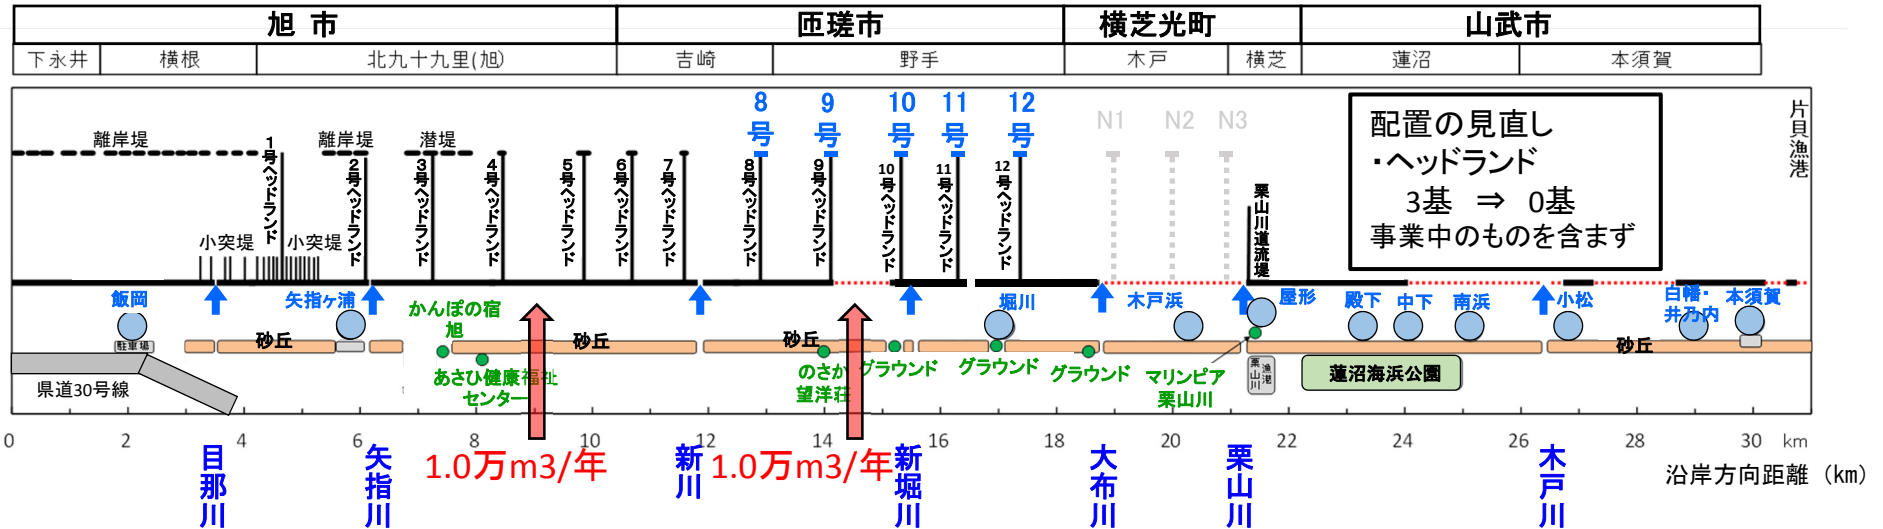 旭 市 匝瑳市 横芝光町 山武市
下永井 横根 北九十九里(旭) 吉崎 野手 木戸 横芝 蓮沼 本須賀
8号 9号 10号 11号 12号
N1 N2 N3
離岸堤 離岸堤 潜堤
1号ヘッドランド
2号ヘッドランド
3号ヘッドランド
4号ヘッドランド
5号ヘッドランド
6号ヘッドランド
7号ヘッドランド
8号ヘッドランド
9号ヘッドランド
10号ヘッドランド
11号ヘッドランド
12号ヘッドランド
栗山川道流堤
小突堤 小突堤
配置の見直し
・ヘッドランド
3基 ⇒ 0基
事業中のものを含まず
片貝漁港
飯岡 矢指ヶ浦 堀川 木戸浜 屋形 殿下 中下 南浜 小松 白幡・井乃内 本須賀
駐車場
砂丘 砂丘 砂丘 砂丘
かんぽの宿
旭
あさひ健康福祉
センター
のさか
望洋荘
グラウンド グラウンド グラウンド
マリンピア
栗山川
栗山川
漁港
蓮沼海浜公園
県道30号線
0 2 4 6 8 10 12 14 16 18 20 22 24 26 28 30 km
目那川 矢指川 新川 新堀川 大布川 栗山川 木戸川
1.0万m3/年 1.0万m3/年
沿岸方向距離（km）